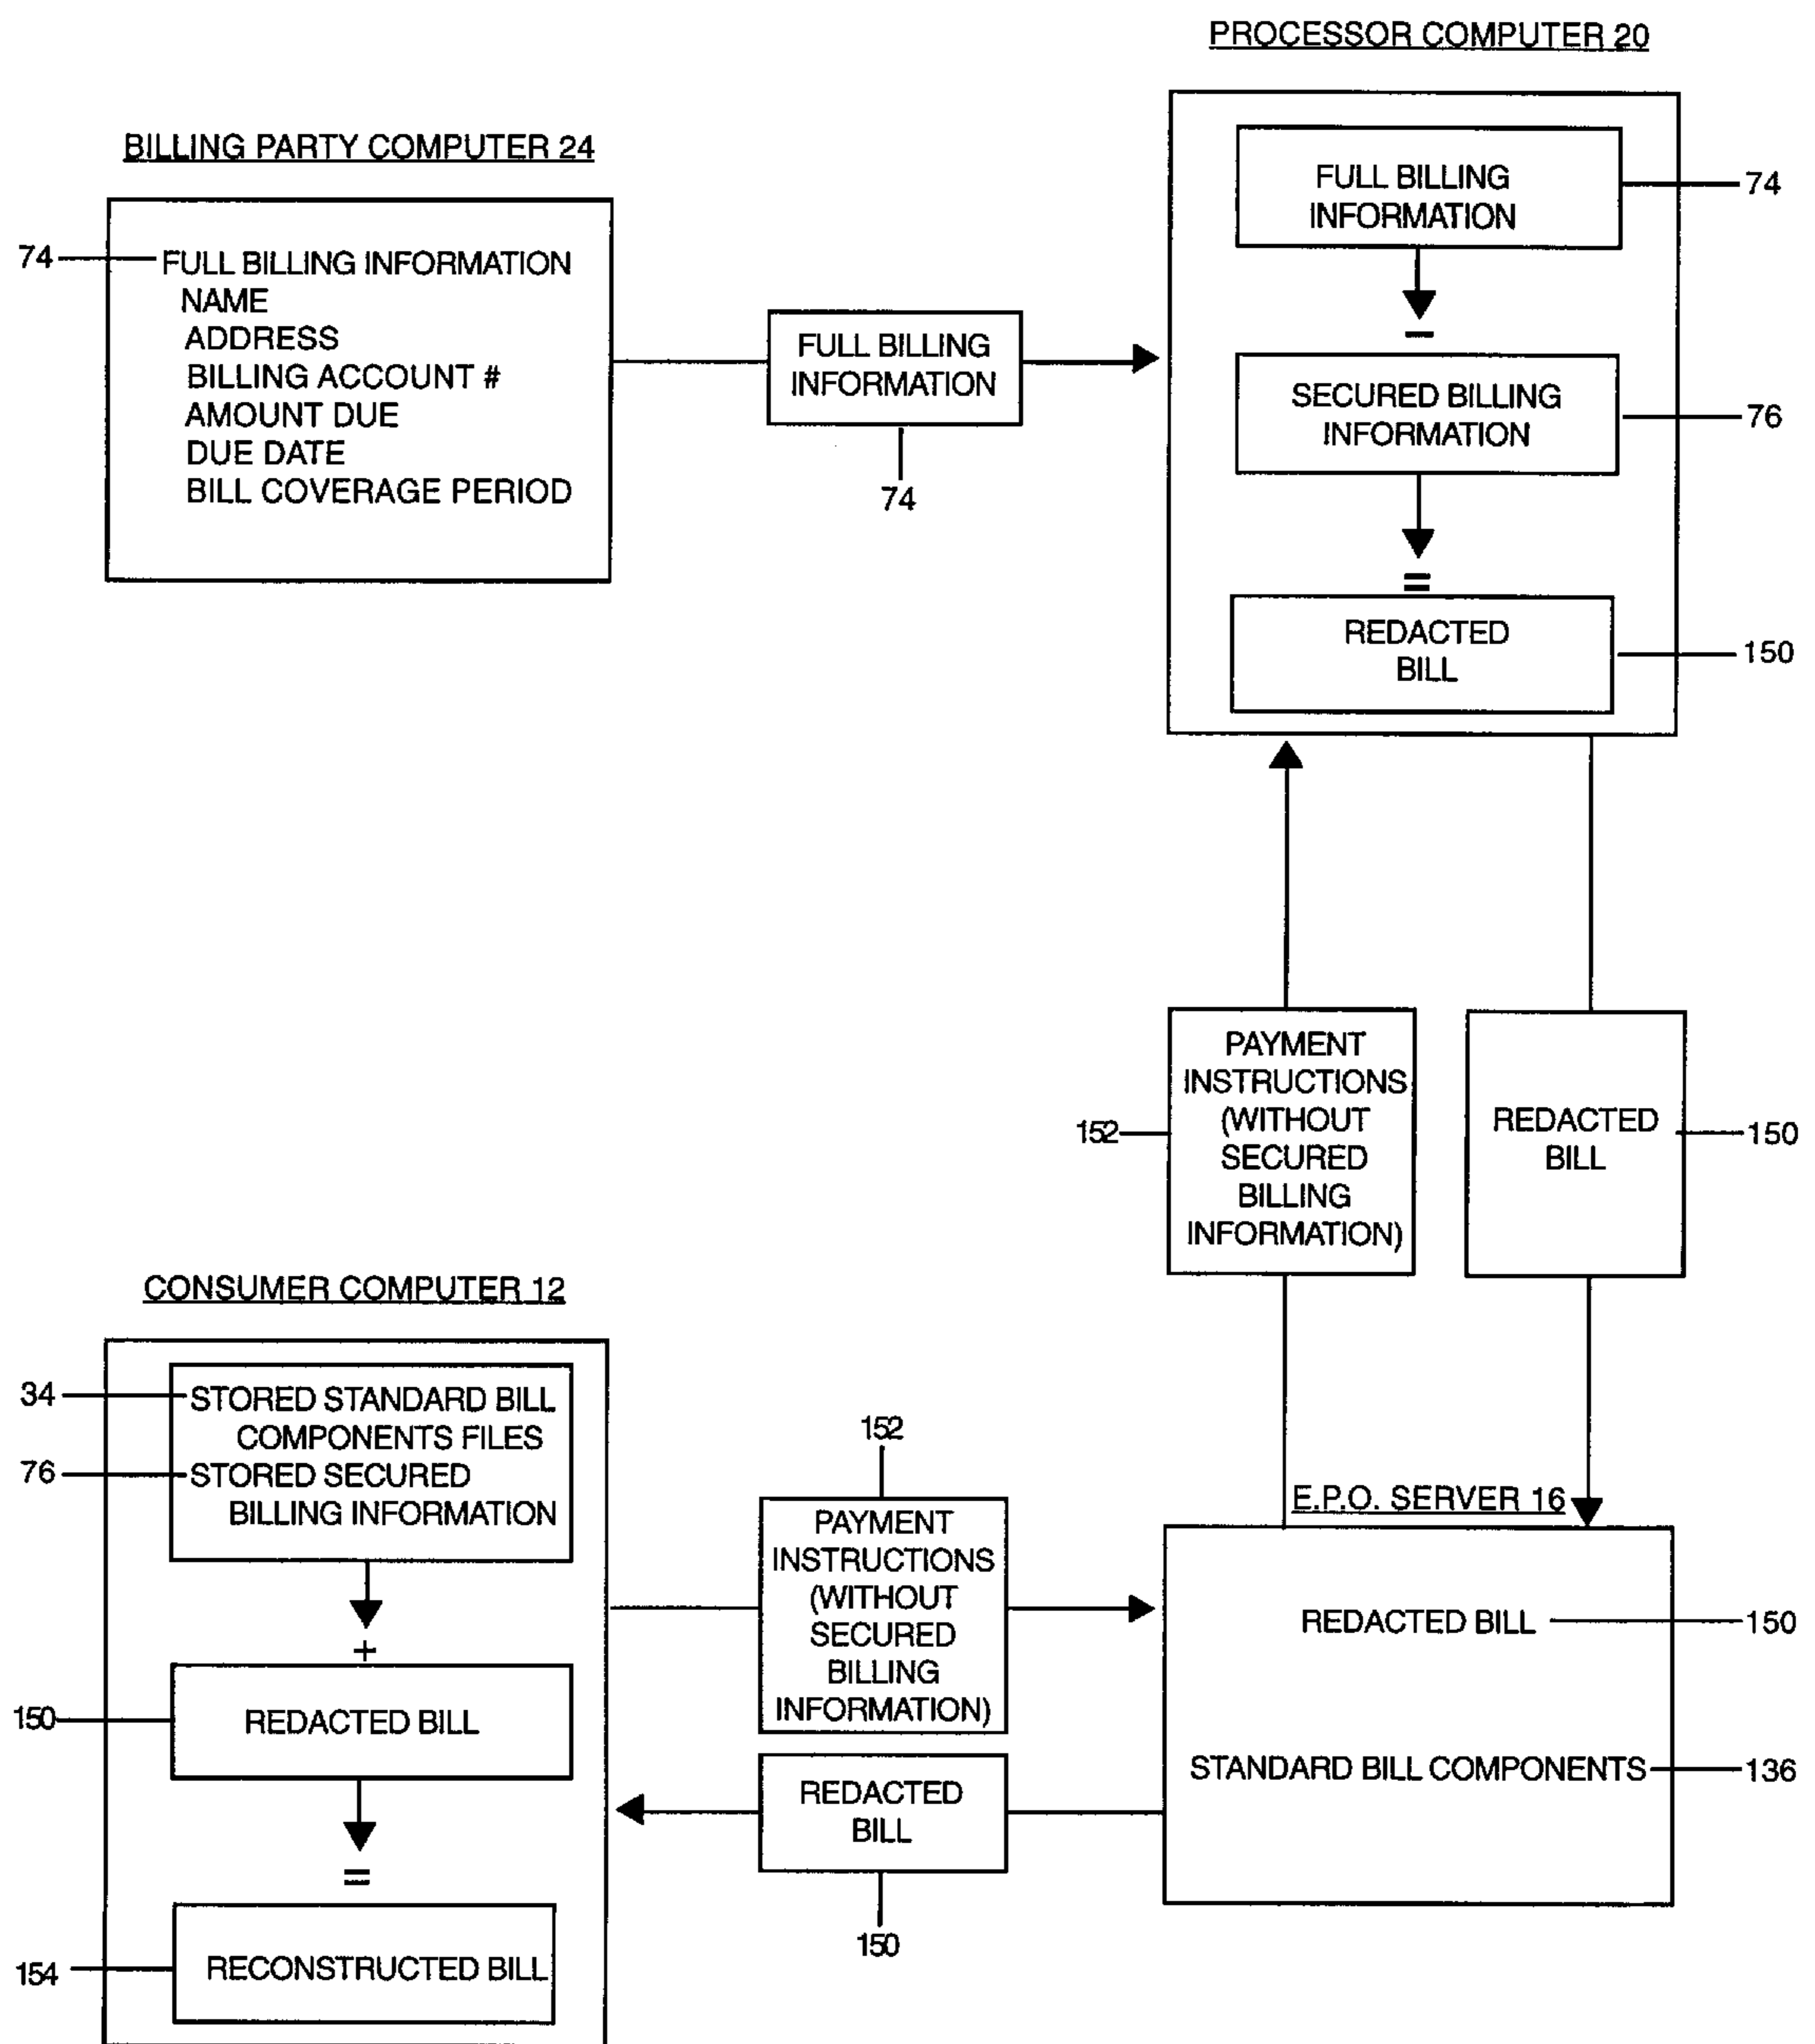 PROCESSOR COMPUTER 20
BILLING PARTY COMPUTER 24
74
FULL BILLING INFORMATION
NAME
ADDRESS
BILLING ACCOUNT #
AMOUNT DUE
DUE DATE
BILL COVERAGE PERIOD
FULL BILLING
INFORMATION
74
FULL BILLING
INFORMATION
74
–
SECURED BILLING
INFORMATION
76
=
REDACTED
BILL
150
PAYMENT
INSTRUCTIONS
(WITHOUT
SECURED
BILLING
INFORMATION)
152
REDACTED
BILL
150
CONSUMER COMPUTER 12
34
STORED STANDARD BILL
COMPONENTS FILES
76
STORED SECURED
BILLING INFORMATION
+
150
REDACTED BILL
=
154
RECONSTRUCTED BILL
152
PAYMENT
INSTRUCTIONS
(WITHOUT
SECURED
BILLING
INFORMATION)
REDACTED
BILL
150
E.P.O. SERVER 16
REDACTED BILL
150
STANDARD BILL COMPONENTS
136